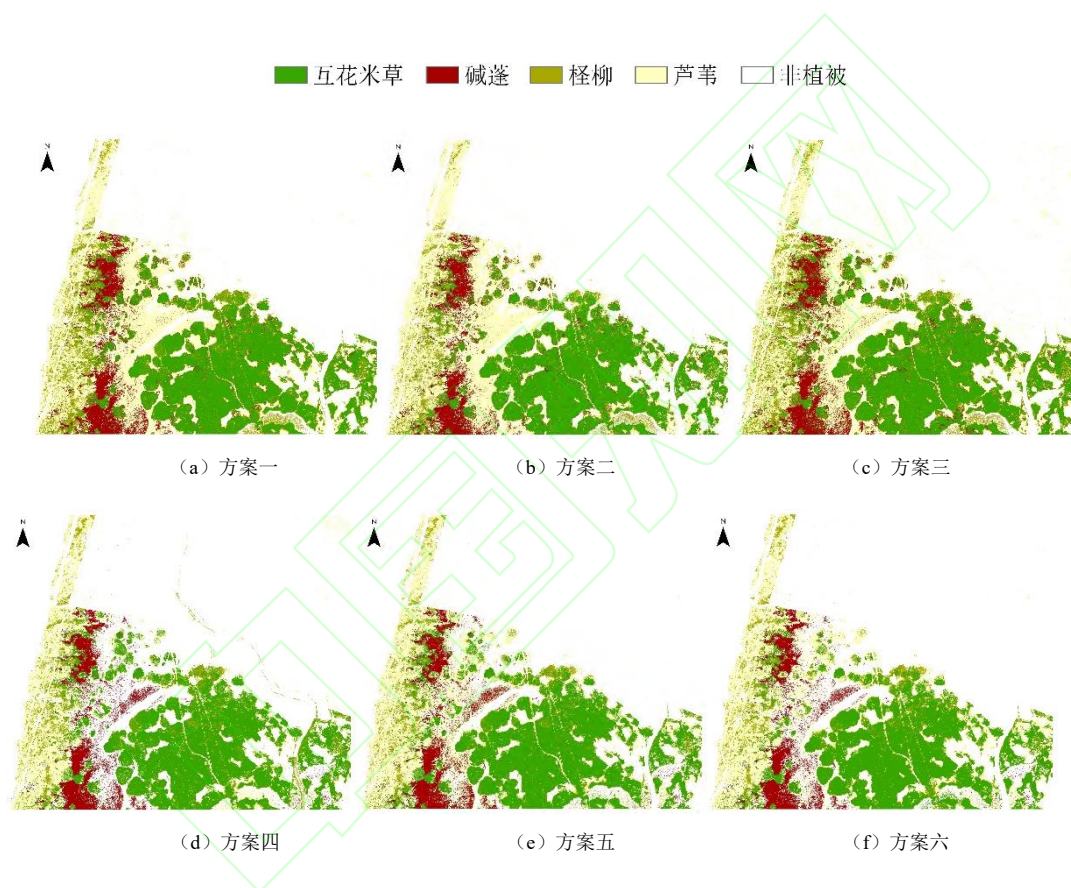 互花米草 碱蓬 柽柳 芦苇 非植被
N N N
(a)方案一 (b)方案二 (c)方案三
N N N
(d)方案四 (e)方案五 (f)方案六